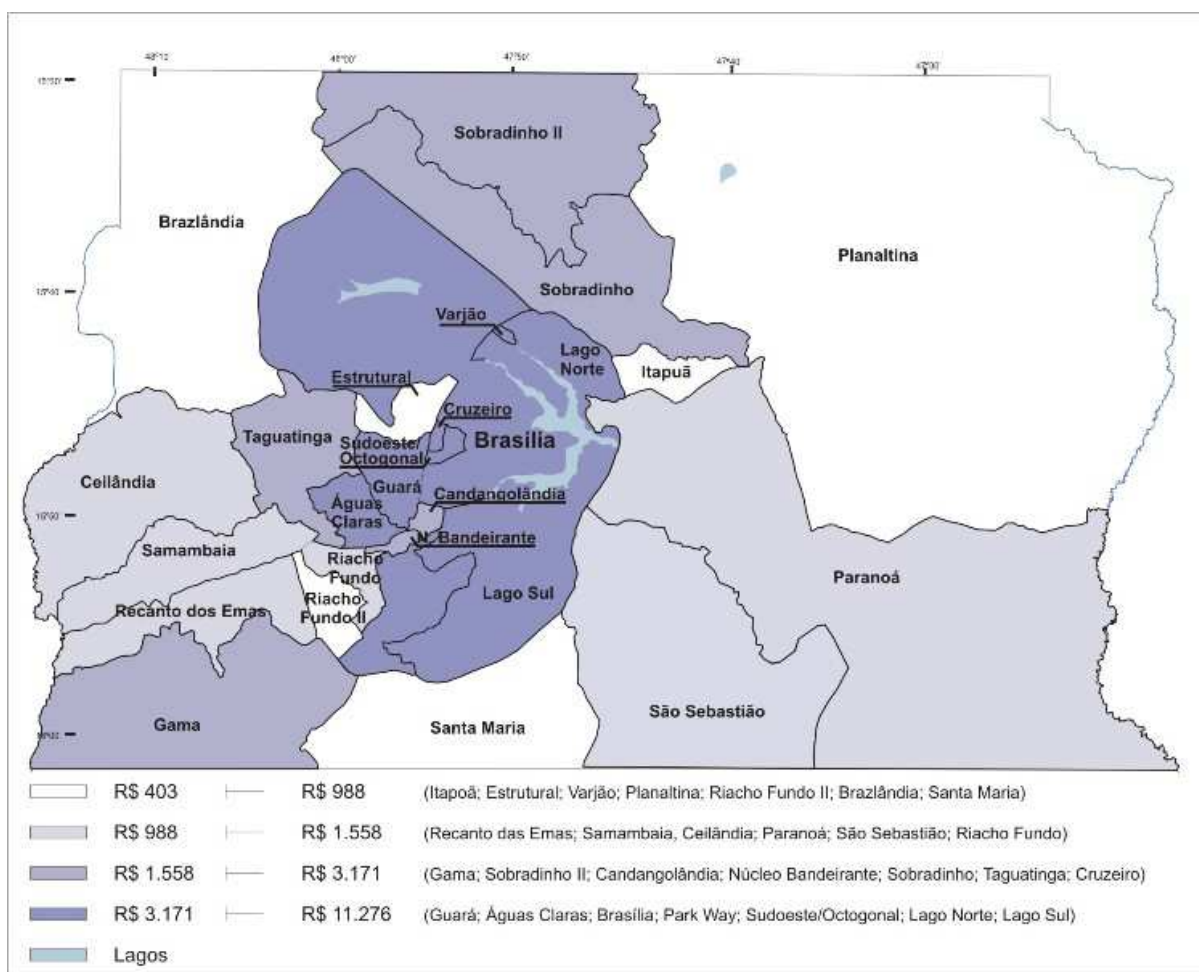 47º50'
47º40'
Sobradinho II
Brazlândia
Planaltina
Sobradinho
Varjão
Lago
Norte
Itapuã
Estrutural
Cruzeiro
Taguatinga
Sudoeste/
Octogonal
Brasília
Ceilândia
Guará
Candangolândia
Águas
Claras
N. Bandeirante
Samambaia
Riacho
Fundo
Paranoá
Lago Sul
Recanto dos Emas
Riacho
Fundo II
São Sebastião
Gama
Santa Maria
R$ 403 R$ 988 (Itapoã; Estrutural; Varjão; Planaltina; Riacho Fundo II; Brazlândia; Santa Maria)
R$ 988 R$ 1.558 (Recanto das Emas; Samambaia, Ceilândia; Paranoá; São Sebastião; Riacho Fundo)
R$ 1.558 R$ 3.171 (Gama; Sobradinho II; Candangolândia; Núcleo Bandeirante; Sobradinho; Taguatinga; Cruzeiro)
R$ 3.171 R$ 11.276 (Guará; Águas Claras; Brasília; Park Way; Sudoeste/Octogonal; Lago Norte; Lago Sul)
Lagos